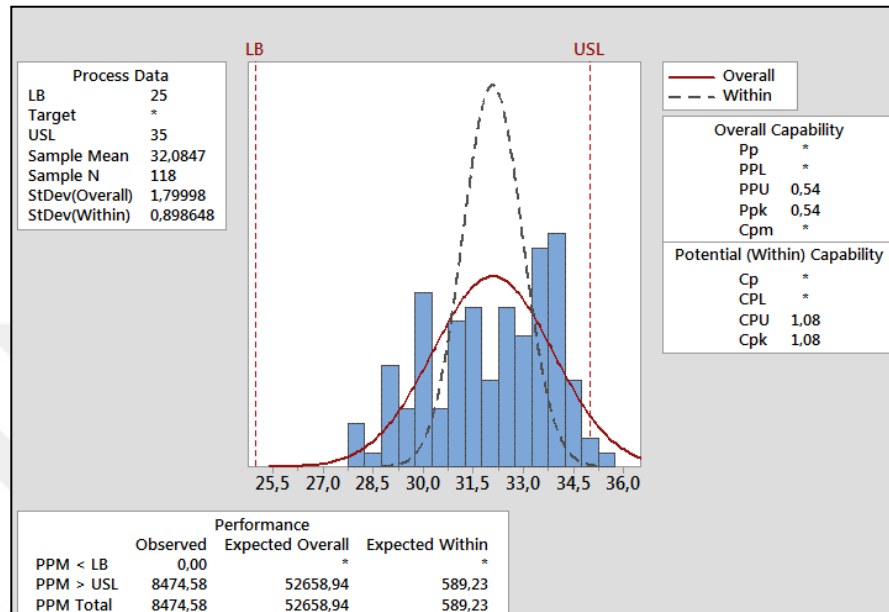 LB
USL
Process Data
LB 25
Target *
USL 35
Sample Mean 32,0847
Sample N 118
StDev(Overall) 1,79998
StDev(Within) 0,898648
Overall
Within
Overall Capability
Pp *
PPL *
PPU 0,54
Ppk 0,54
Cpm *
Potential (Within) Capability
Cp *
CPL *
CPU 1,08
Cpk 1,08
25,5 27,0 28,5 30,0 31,5 33,0 34,5 36,0
Performance
Observed Expected Overall Expected Within
PPM < LB 0,00 * *
PPM > USL 8474,58 52658,94 589,23
PPM Total 8474,58 52658,94 589,23